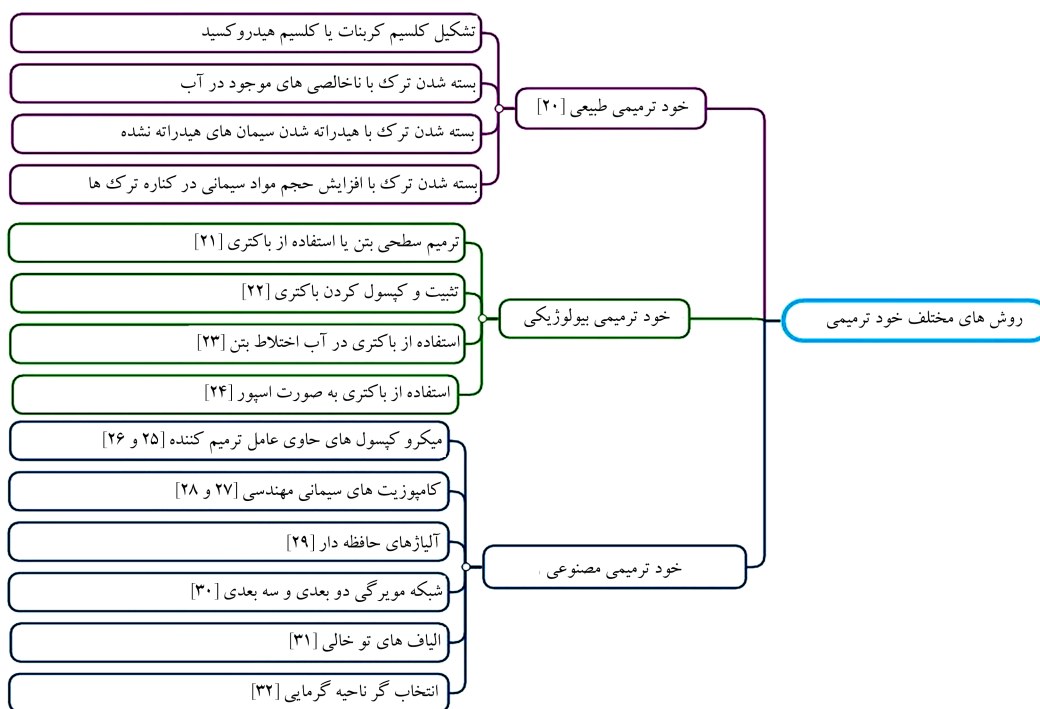 روش های مختلف خود ترمیمی
خود ترمیمی طبیعی [۲۰]
تشکیل کلسیم کربنات یا کلسیم هیدروکسید
بسته شدن ترک با ناخالصی های موجود در آب
بسته شدن ترک با هیدراته شدن سیمان های هیدراته نشده
بسته شدن ترک با افزایش حجم مواد سیمانی در کناره ترک ها
خود ترمیمی بیولوژیکی
ترمیم سطحی بتن یا استفاده از باکتری [۲۱]
تثبیت و کپسول کردن باکتری [۲۲]
استفاده از باکتری در آب اختلاط بتن [۲۳]
استفاده از باکتری به صورت اسپور [۲۴]
خود ترمیمی مصنوعی
میکرو کپسول های حاوی عامل ترمیم کننده [۲۵ و ۲۶]
کامپوزیت های سیمانی مهندسی [۲۷ و ۲۸]
آلیاژهای حافظه دار [۲۹]
شبکه مویرگی دو بعدی و سه بعدی [۳۰]
الیاف های تو خالی [۳۱]
انتخاب گر ناحیه گرمایی [۳۲]